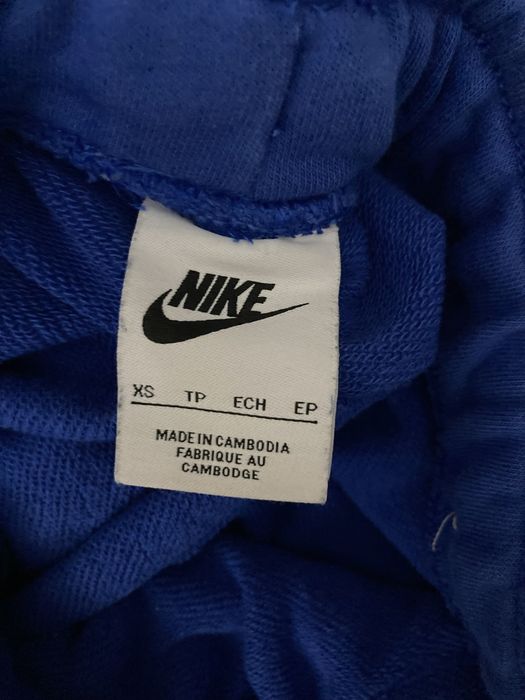 NIKE
XS TP ECH EP
MADE IN CAMBODIA
FABRIQUE AU
CAMBODGE